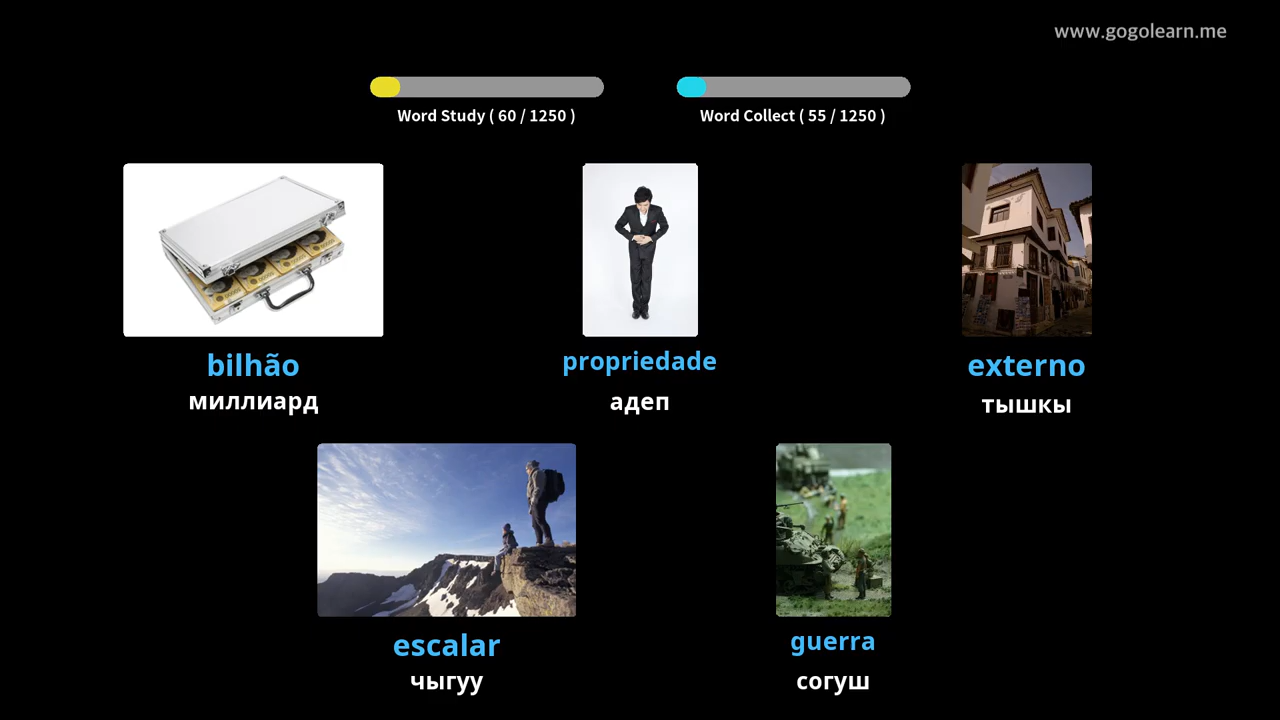 www.gogolearn.me
Word Study ( 60 / 1250 )
Word Collect ( 55 / 1250 )
bilhão
миллиард
propriedade
адеп
externo
тышкы
escalar
чыгуу
guerra
согуш